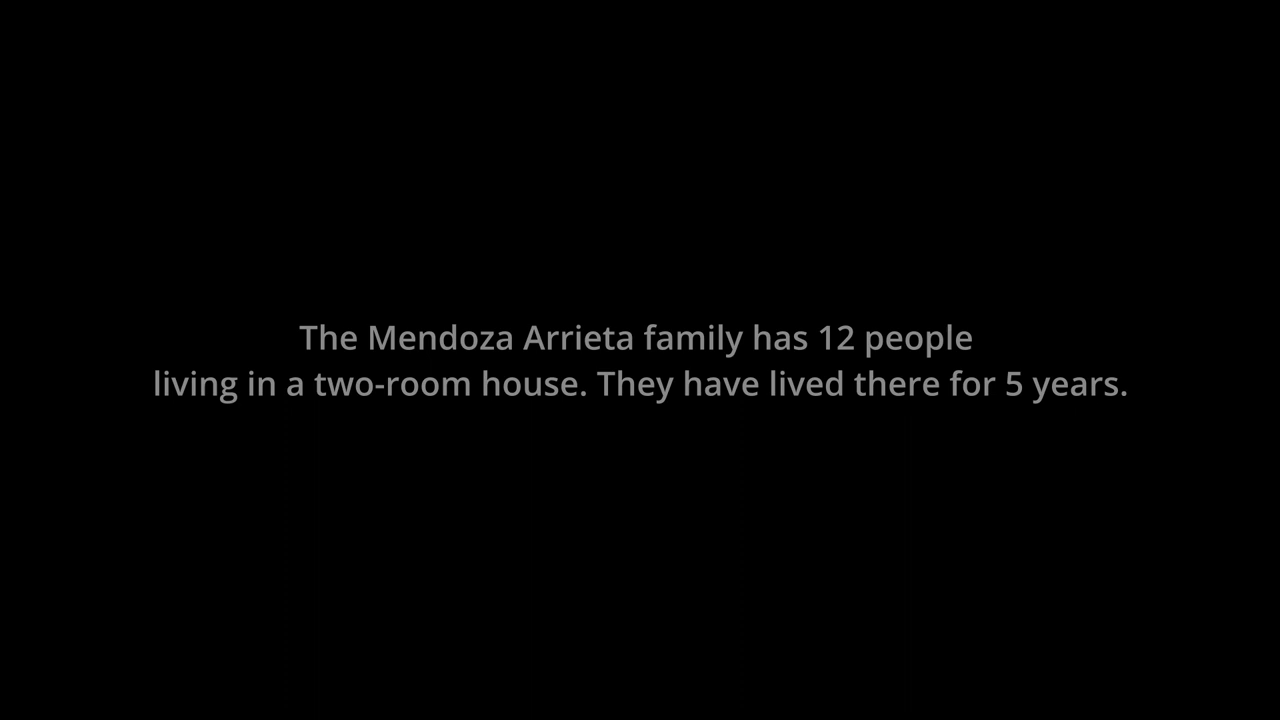 The Mendoza Arrieta family has 12 people
living in a two-room house. They have lived there for 5 years.